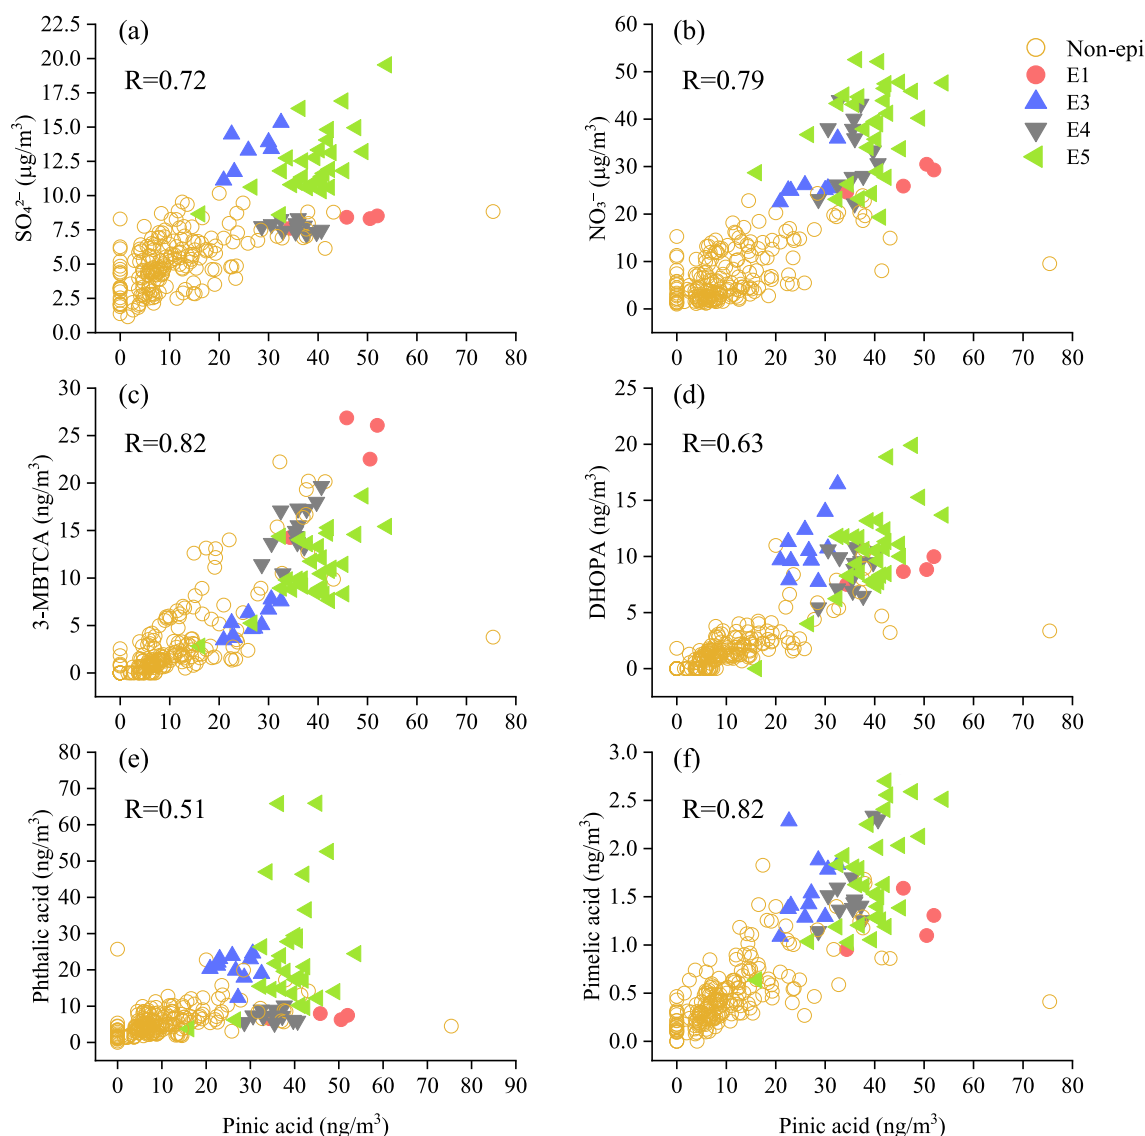 (a)
R=0.72
SO₄²⁻ (μg/m³)
22.5
20.0
17.5
15.0
12.5
10.0
7.5
5.0
2.5
0.0
0 10 20 30 40 50 60 70 80
(b)
R=0.79
NO₃⁻ (μg/m³)
60
50
40
30
20
10
0
0 10 20 30 40 50 60 70 80
Non-epi
E1
E3
E4
E5
(c)
R=0.82
3-MBTCA (ng/m³)
30
25
20
15
10
5
0
0 10 20 30 40 50 60 70 80
(d)
R=0.63
DHOPA (ng/m³)
25
20
15
10
5
0
0 10 20 30 40 50 60 70 80
(e)
R=0.51
Phthalic acid (ng/m³)
80
70
60
50
40
30
20
10
0
0 10 20 30 40 50 60 70 80 90
Pinic acid (ng/m³)
(f)
R=0.82
Pimelic acid (ng/m³)
3.0
2.5
2.0
1.5
1.0
0.5
0.0
0 10 20 30 40 50 60 70 80
Pinic acid (ng/m³)